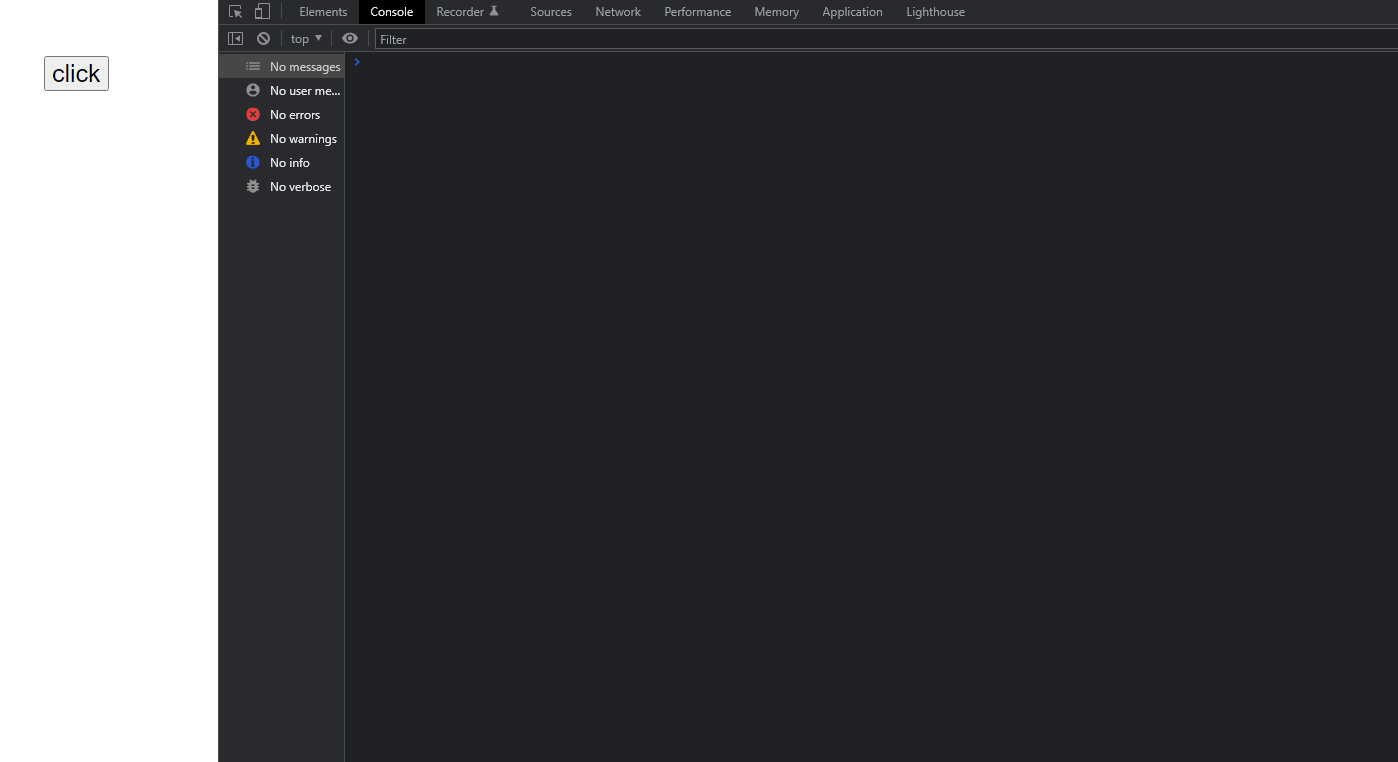 click
Elements Console Recorder Sources Network Performance Memory Application Lighthouse
top Filter
No messages
No user me...
No errors
No warnings
No info
No verbose